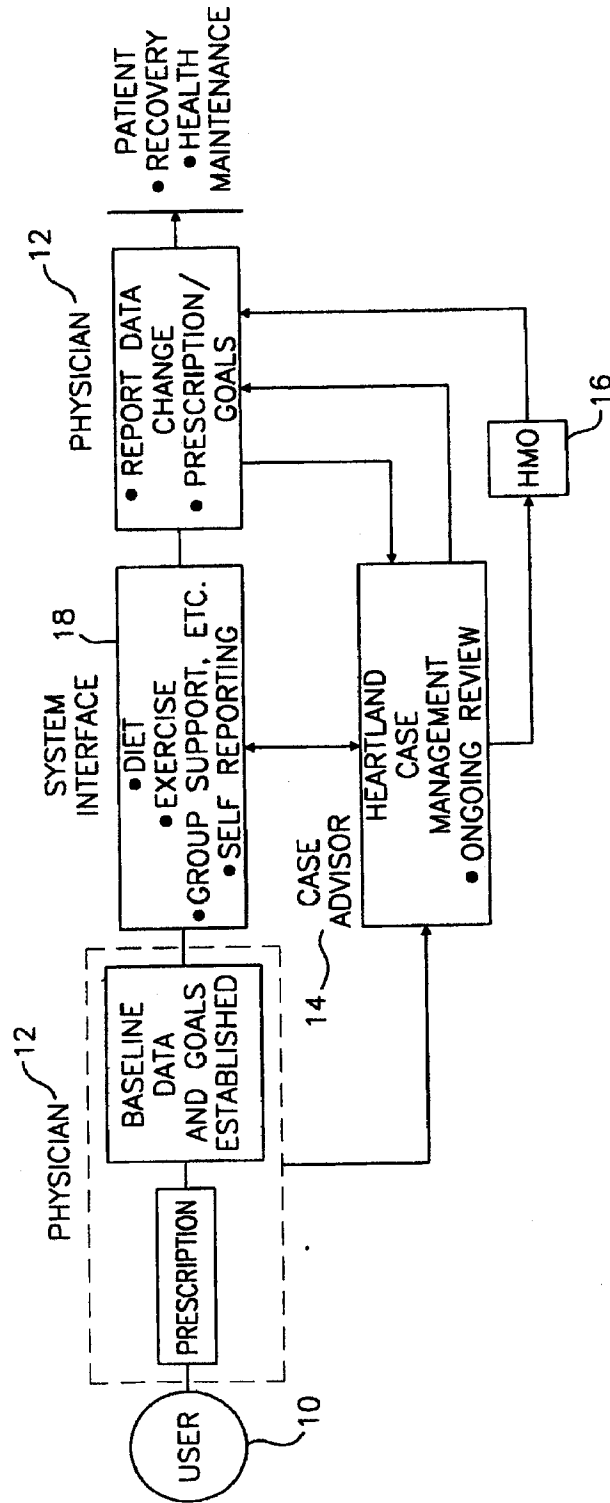 USER
10
PHYSICIAN
12
PRESCRIPTION
BASELINE
DATA
AND GOALS
ESTABLISHED
SYSTEM
INTERFACE
18
• DIET
• EXERCISE
• GROUP SUPPORT, ETC.
• SELF REPORTING
PHYSICIAN
12
• REPORT DATA
CHANGE
• PRESCRIPTION/
GOALS
PATIENT
• RECOVERY
• HEALTH
MAINTENANCE
14
CASE
ADVISOR
HEARTLAND
CASE
MANAGEMENT
• ONGOING REVIEW
HMO
16